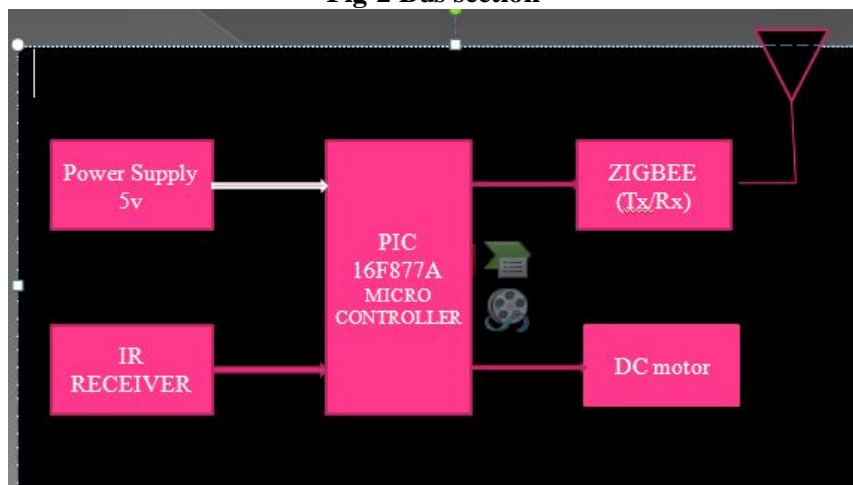 Fig-2 Bus section
Power Supply
5v
PIC
16F877A
MICRO
CONTROLLER
ZIGBEE
(Tx/Rx)
IR
RECEIVER
DC motor